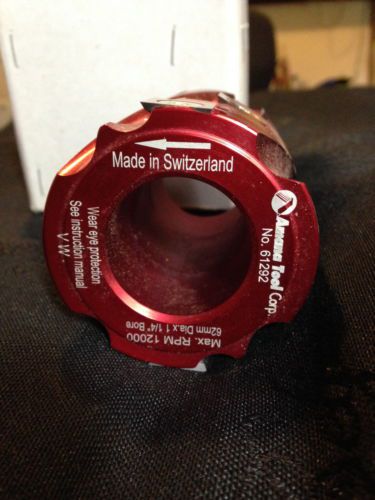 Made in Switzerland
Amana Tool Corp.
No. 61292
Max. RPM 12000
62mm Dia. x 1 1/4" Bore
Wear eye protection
See instruction manual
V.W.